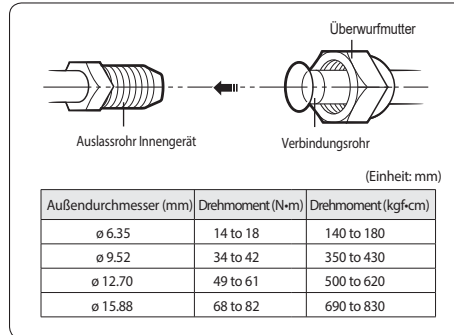 Überwurfmutter
Auslassrohr Innengerät
Verbindungsrohr
(Einheit: mm)
Außendurchmesser (mm) Drehmoment (N•m) Drehmoment (kgf•cm)
ø 6.35 14 to 18 140 to 180
ø 9.52 34 to 42 350 to 430
ø 12.70 49 to 61 500 to 620
ø 15.88 68 to 82 690 to 830